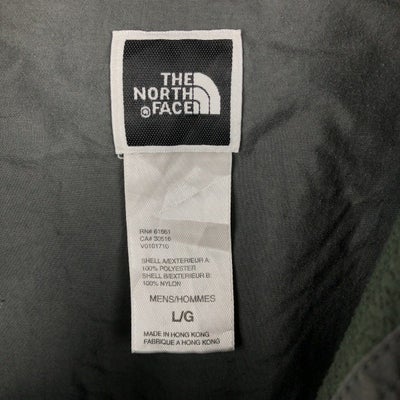 THE
NORTH
FACE
®
RN# 61661
CA# 30516
V0101710
SHELL A/EXTERIEUR A:
100% POLYESTER
SHELL B/EXTERIEUR B:
100% NYLON
MENS/HOMMES
L/G
MADE IN HONG KONG
FABRIQUE A HONG KONG